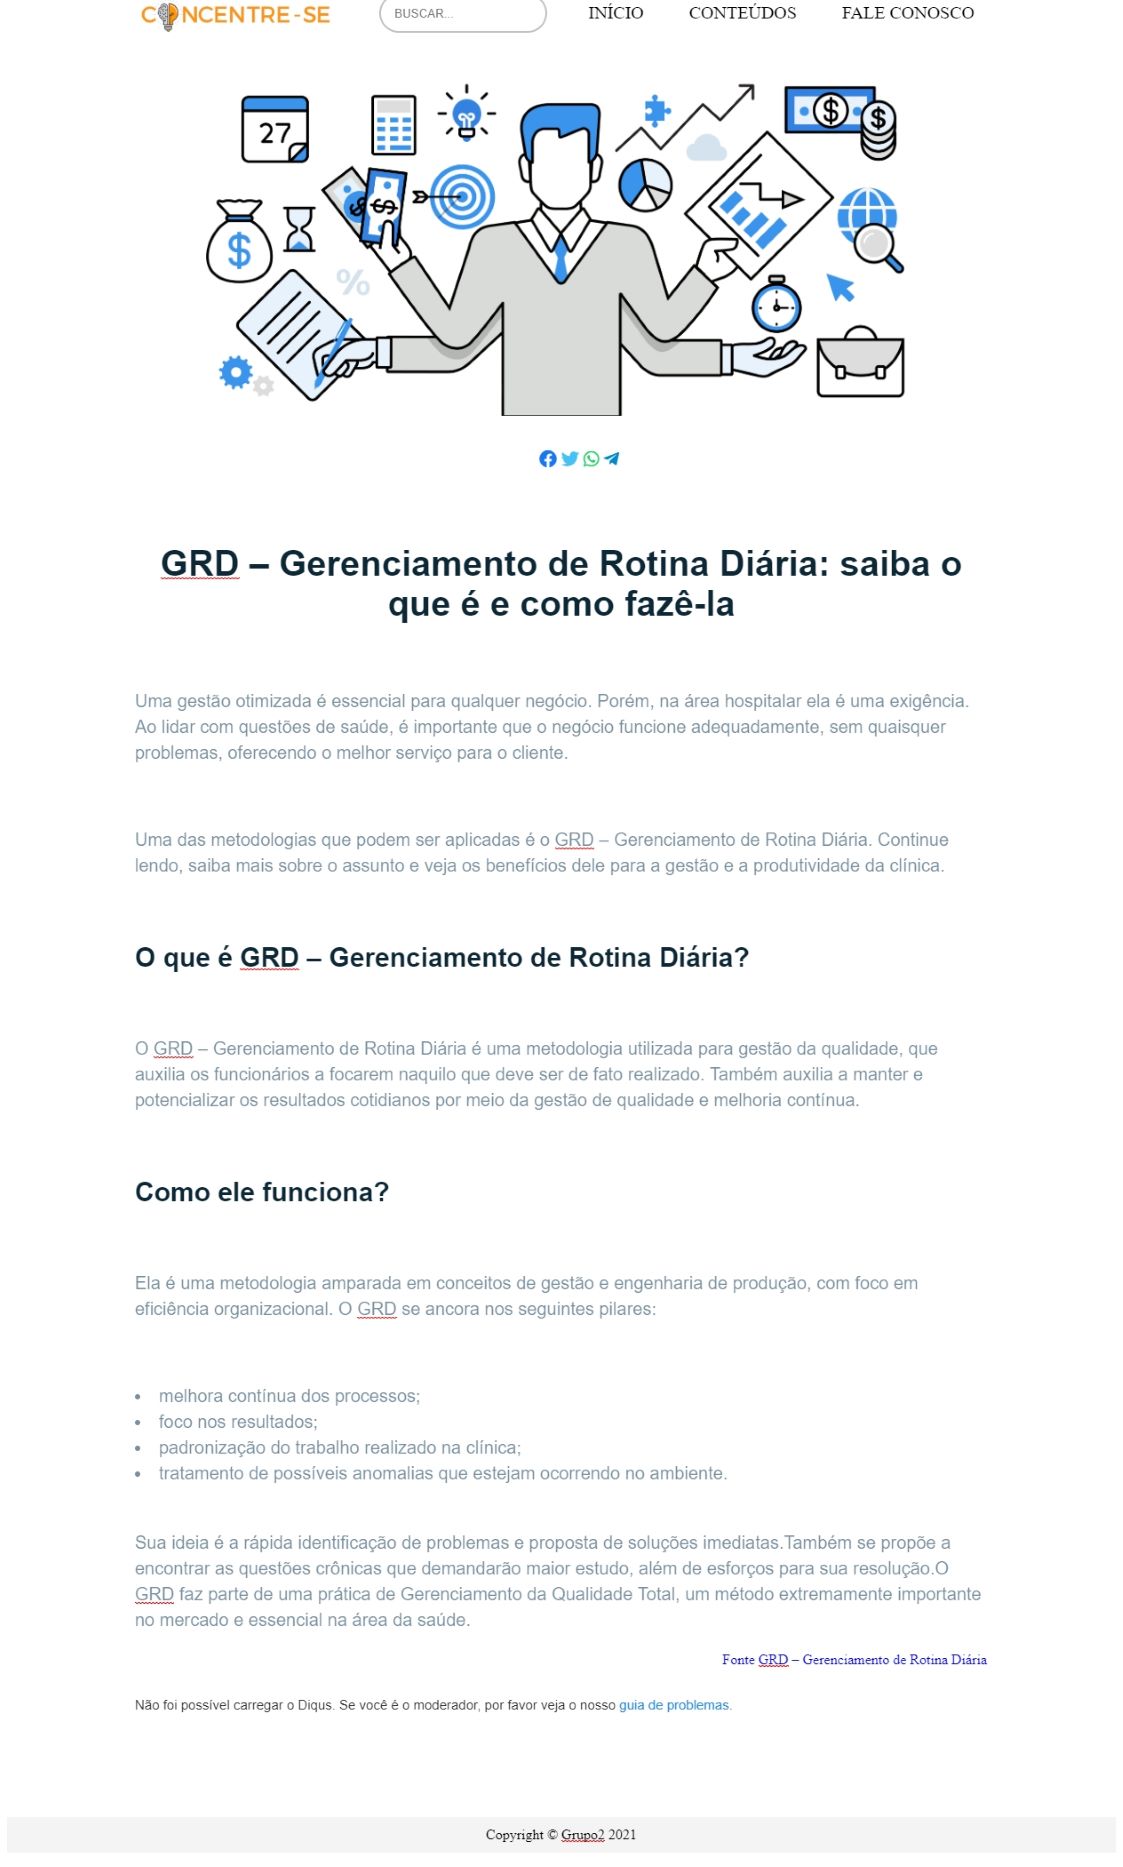 CONCENTRE-SE
BUSCAR...
INÍCIO
CONTEÚDOS
FALE CONOSCO
27
$
$
$
$
$
$
%
GRD – Gerenciamento de Rotina Diária: saiba o
que é e como fazê-la
Uma gestão otimizada é essencial para qualquer negócio. Porém, na área hospitalar ela é uma exigência.
Ao lidar com questões de saúde, é importante que o negócio funcione adequadamente, sem quaisquer
problemas, oferecendo o melhor serviço para o cliente.
Uma das metodologias que podem ser aplicadas é o GRD – Gerenciamento de Rotina Diária. Continue
lendo, saiba mais sobre o assunto e veja os benefícios dele para a gestão e a produtividade da clínica.
O que é GRD – Gerenciamento de Rotina Diária?
O GRD – Gerenciamento de Rotina Diária é uma metodologia utilizada para gestão da qualidade, que
auxilia os funcionários a focarem naquilo que deve ser de fato realizado. Também auxilia a manter e
potencializar os resultados cotidianos por meio da gestão de qualidade e melhoria contínua.
Como ele funciona?
Ela é uma metodologia amparada em conceitos de gestão e engenharia de produção, com foco em
eficiência organizacional. O GRD se ancora nos seguintes pilares:
• melhora contínua dos processos;
• foco nos resultados;
• padronização do trabalho realizado na clínica;
• tratamento de possíveis anomalias que estejam ocorrendo no ambiente.
Sua ideia é a rápida identificação de problemas e proposta de soluções imediatas.Também se propõe a
encontrar as questões crônicas que demandarão maior estudo, além de esforços para sua resolução.O
GRD faz parte de uma prática de Gerenciamento da Qualidade Total, um método extremamente importante
no mercado e essencial na área da saúde.
Fonte GRD – Gerenciamento de Rotina Diária
Não foi possível carregar o Diqus. Se você é o moderador, por favor veja o nosso guia de problemas.
Copyright © Grupo2 2021